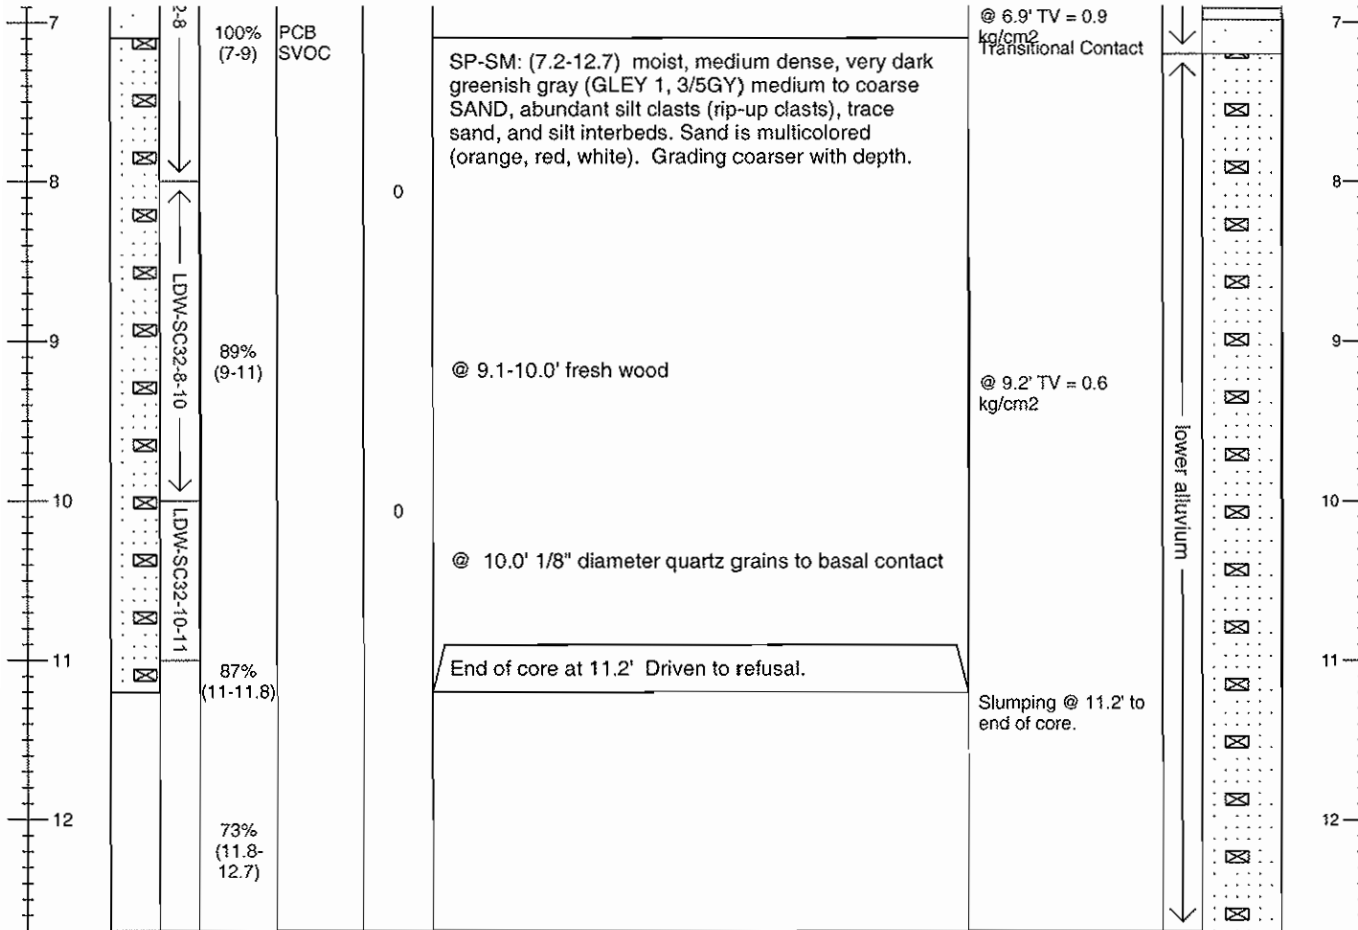 7
2-8
100%
(7-9)
PCB
SVOC
@ 6.9' TV = 0.9
kg/cm2
Transitional Contact
7
SP-SM: (7.2-12.7) moist, medium dense, very dark
greenish gray (GLEY 1, 3/5GY) medium to coarse
SAND, abundant silt clasts (rip-up clasts), trace
sand, and silt interbeds. Sand is multicolored
(orange, red, white). Grading coarser with depth.
8
0
8
LDW-SC32-8-10
9
89%
(9-11)
@ 9.1-10.0' fresh wood
@ 9.2' TV = 0.6
kg/cm2
9
lower alluvium
10
0
10
LDW-SC32-10-11
@ 10.0' 1/8" diameter quartz grains to basal contact
11
87%
(11-11.8)
End of core at 11.2' Driven to refusal.
11
Slumping @ 11.2' to
end of core.
12
73%
(11.8-
12.7)
12